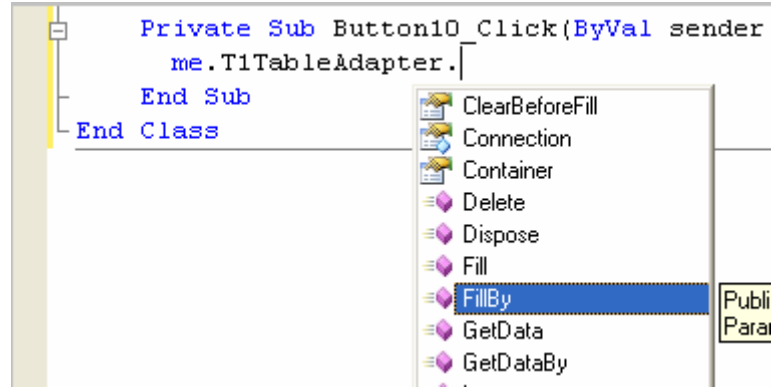 Private Sub Button10_Click(ByVal sender
me.T1TableAdapter.
End Sub
End Class
ClearBeforeFill
Connection
Container
Delete
Dispose
Fill
FillBy
Publi
GetData
Paran
GetDataBy